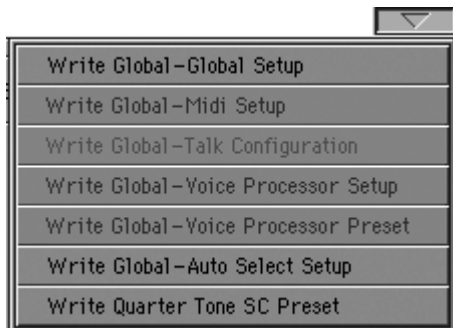 Write Global-Global Setup
Write Global-Midi Setup
Write Global-Talk Configuration
Write Global-Voice Processor Setup
Write Global-Voice Processor Preset
Write Global-Auto Select Setup
Write Quarter Tone SC Preset